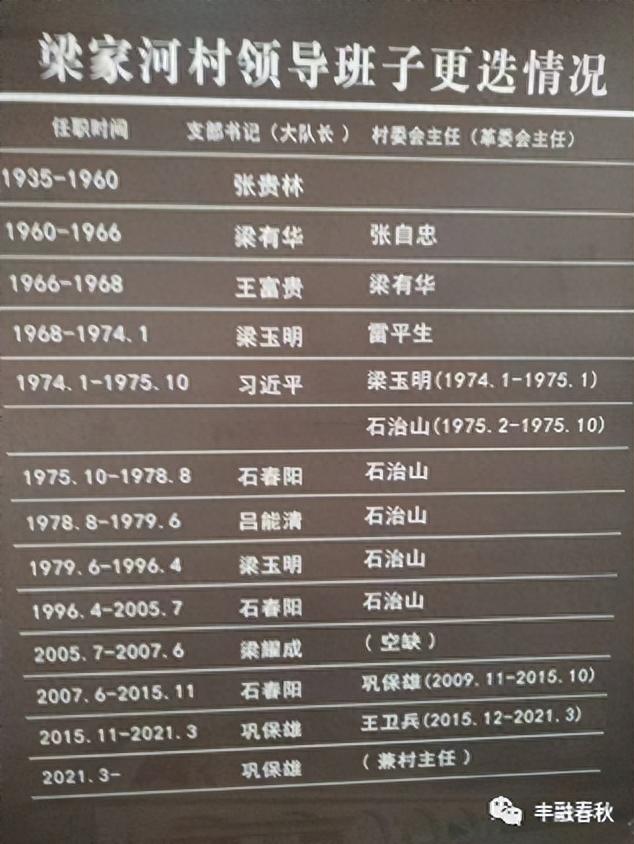 梁家河村领导班子更迭情况
任职时间 支部书记（大队长） 村委会主任（革委会主任）
1935-1960 张贵林
1960-1966 梁有华 张自忠
1966-1968 王富贵 梁有华
1968-1974.1 梁玉明 雷平生
1974.1-1975.10 习近平 梁玉明(1974.1-1975.1)
石治山(1975.2-1975.10)
1975.10-1978.8 石春阳 石治山
1978.8-1979.6 吕能清 石治山
1979.6-1996.4 梁玉明 石治山
1996.4-2005.7 石春阳 石治山
2005.7-2007.6 梁耀成 （空缺）
2007.6-2015.11 石春阳 巩保雄(2009.11-2015.10)
2015.11-2021.3 巩保雄 王卫兵(2015.12-2021.3)
2021.3- 巩保雄 （兼村主任）
丰融春秋